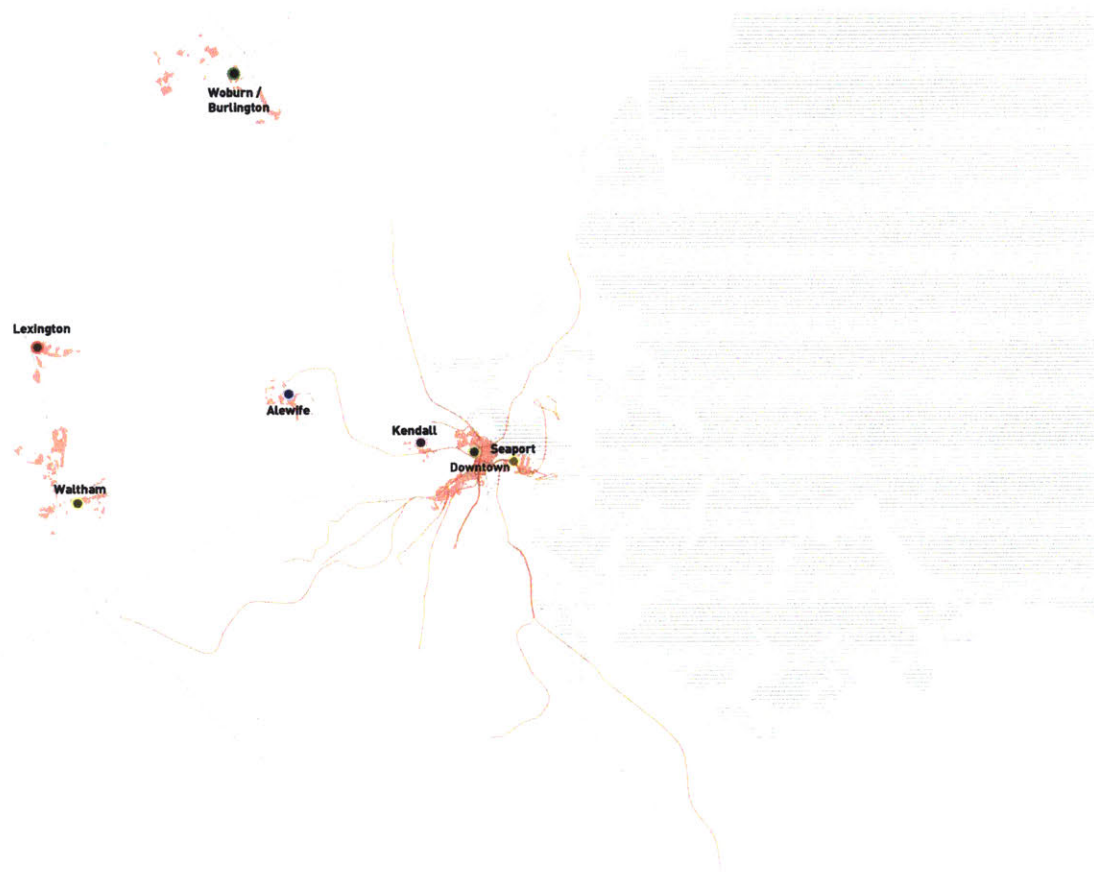 Woburn /
Burlington
Lexington
Alewife
Kendall
Seaport
Downtown
Waltham